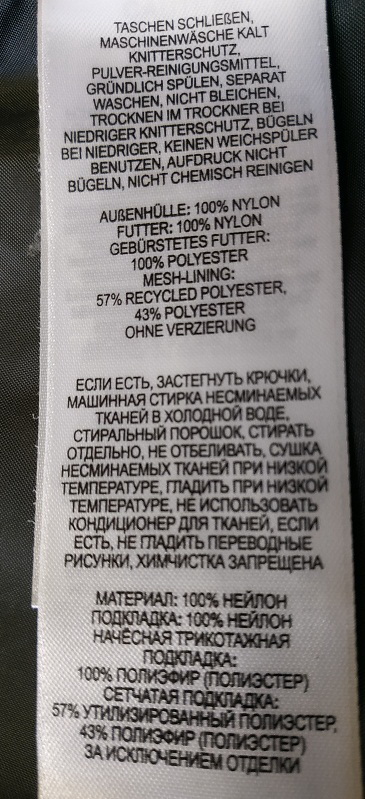 TASCHEN SCHLIEẞEN,
MASCHINENWÄSCHE KALT
KNITTERSCHUTZ,
PULVER-REINIGUNGSMITTEL,
GRÜNDLICH SPÜLEN, SEPARAT
WASCHEN, NICHT BLEICHEN,
TROCKNEN IM TROCKNER BEI
NIEDRIGER KNITTERSCHUTZ, BÜGELN
BEI NIEDRIGER, KEINEN WEICHSPÜLER
BENUTZEN, AUFDRUCK NICHT
BÜGELN, NICHT CHEMISCH REINIGEN
AUßENHÜLLE: 100% NYLON
FUTTER: 100% NYLON
GEBÜRSTETES FUTTER:
100% POLYESTER
MESH-LINING:
57% RECYCLED POLYESTER,
43% POLYESTER
OHNE VERZIERUNG
ЕСЛИ ЕСТЬ, ЗАСТЕГНУТЬ КРЮЧКИ,
МАШИННАЯ СТИРКА НЕСМИНАЕМЫХ
ТКАНЕЙ В ХОЛОДНОЙ ВОДЕ,
СТИРАЛЬНЫЙ ПОРОШОК, СТИРАТЬ
ОТДЕЛЬНО, НЕ ОТБЕЛИВАТЬ, СУШКА
НЕСМИНАЕМЫХ ТКАНЕЙ ПРИ НИЗКОЙ
ТЕМПЕРАТУРЕ, ГЛАДИТЬ ПРИ НИЗКОЙ
ТЕМПЕРАТУРЕ, НЕ ИСПОЛЬЗОВАТЬ
КОНДИЦИОНЕР ДЛЯ ТКАНЕЙ, ЕСЛИ
ЕСТЬ, НЕ ГЛАДИТЬ ПЕРЕВОДНЫЕ
РИСУНКИ, ХИМЧИСТКА ЗАПРЕЩЕНА
МАТЕРИАЛ: 100% НЕЙЛОН
ПОДКЛАДКА: 100% НЕЙЛОН
НАЧЁСНАЯ ТРИКОТАЖНАЯ
ПОДКЛАДКА:
100% ПОЛИЭФИР (ПОЛИЭСТЕР)
СЕТЧАТАЯ ПОДКЛАДКА:
57% УТИЛИЗИРОВАННЫЙ ПОЛИЭСТЕР,
43% ПОЛИЭФИР (ПОЛИЭСТЕР)
ЗА ИСКЛЮЧЕНИЕМ ОТДЕЛКИ